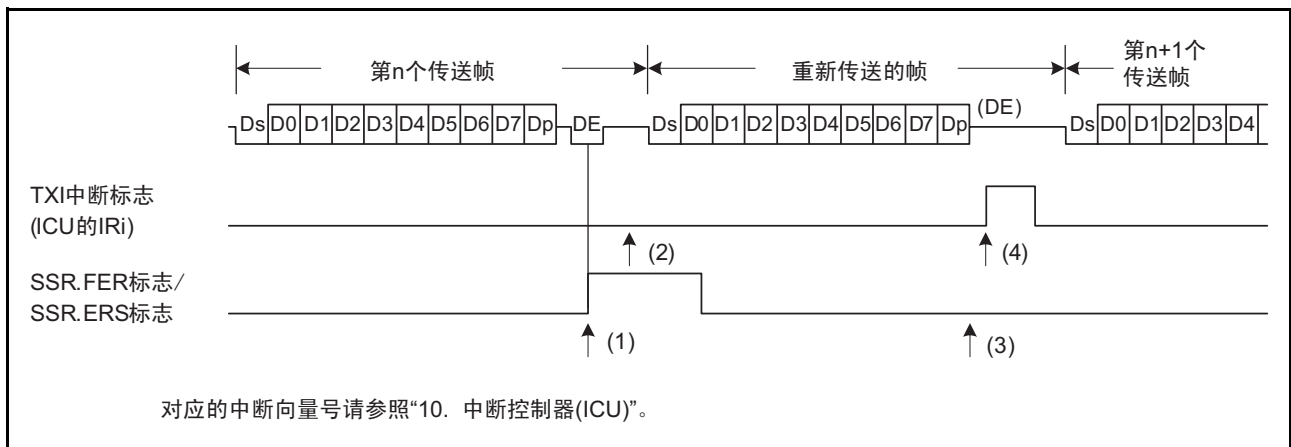 第n个传送帧
重新传送的帧
第n+1个
传送帧
Ds D0 D1 D2 D3 D4 D5 D6 D7 Dp DE
Ds D0 D1 D2 D3 D4 D5 D6 D7 Dp (DE)
Ds D0 D1 D2 D3 D4
TXI中断标志
(ICU的IRi)
(2)
(4)
SSR.FER标志/
SSR.ERS标志
(1)
(3)
对应的中断向量号请参照“10. 中断控制器(ICU)”。